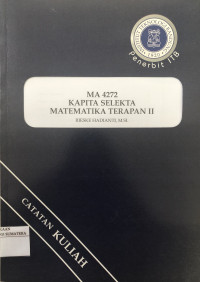 Penerbit ITB
MA 4272
KAPITA SELEKTA
MATEMATIKA TERAPAN II
CATATAN
KULIAH